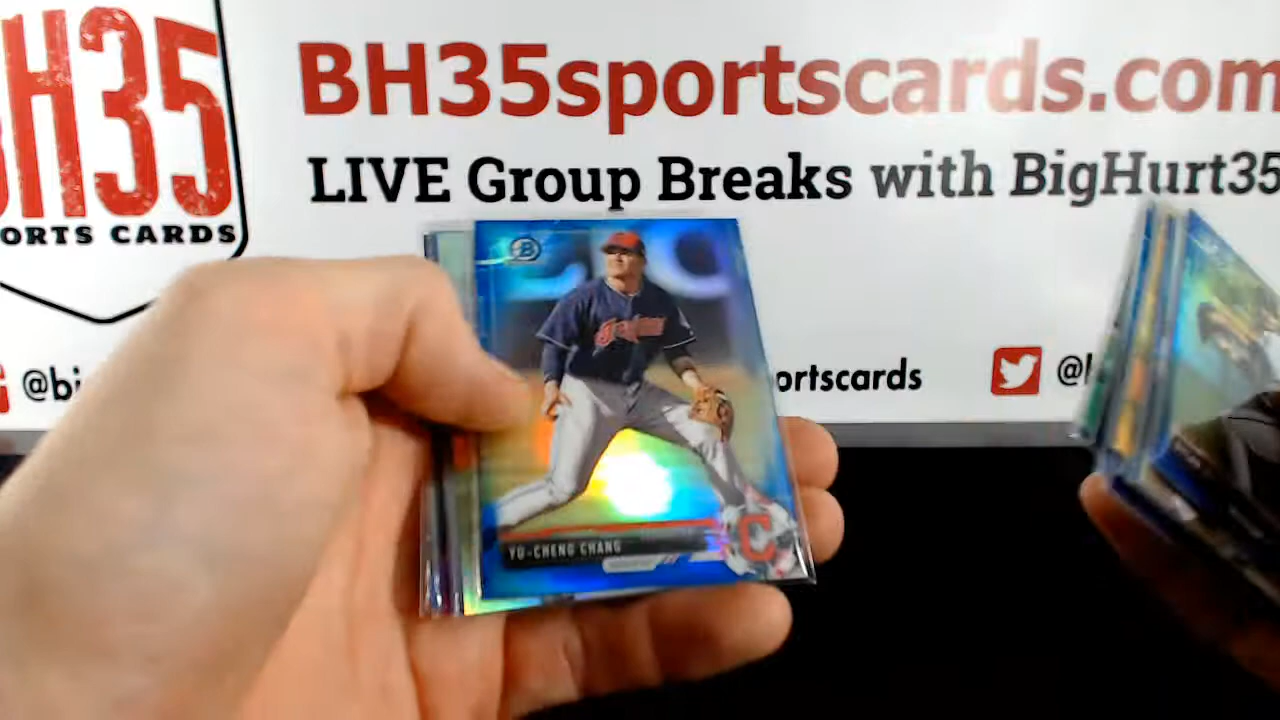 BH35
ORTS CARDS
BH35sportscards.com
LIVE Group Breaks with BigHurt35
@bi
ortscards
@
B
YU-CHENG CHANG
C